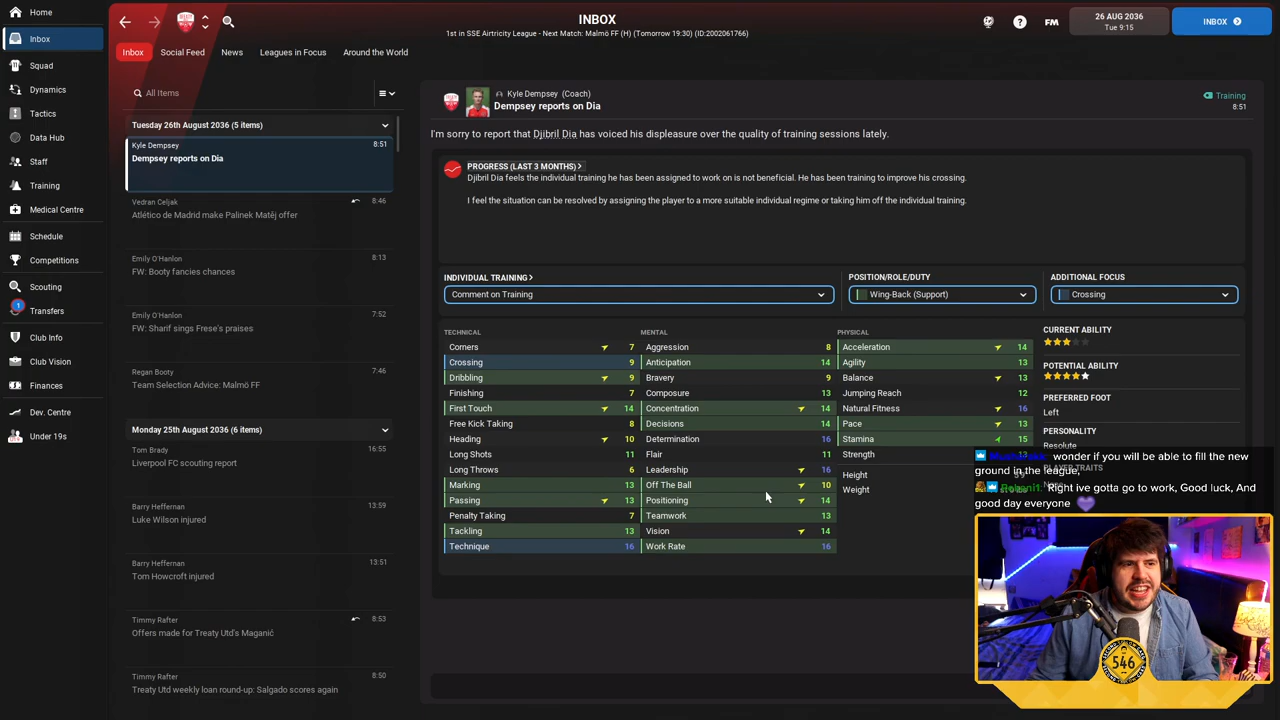 Home
Inbox
Squad
Dynamics
Tactics
Data Hub
Staff
Training
Medical Centre
Schedule
Competitions
Scouting
1
Transfers
Club Info
Club Vision
Finances
Dev. Centre
Under 19s
INBOX
1st in SSE Airtricity League - Next Match: Malmö FF (H) (Tomorrow 19:30) (ID:2002061766)
?
FM
26 AUG 2036
Tue 9:15
INBOX
Inbox
Social Feed
News
Leagues in Focus
Around the World
All Items
Tuesday 26th August 2036 (5 items)
Kyle Dempsey 8:51
Dempsey reports on Dia
Vedran Celjak 8:46
Atlético de Madrid make Palinek Matěj offer
Emily O'Hanlon 8:13
FW: Booty fancies chances
Emily O'Hanlon 7:52
FW: Sharif sings Frese's praises
Regan Booty 7:46
Team Selection Advice: Malmö FF
Monday 25th August 2036 (6 items)
Tom Brady 16:55
Liverpool FC scouting report
Barry Heffernan 13:59
Luke Wilson injured
Barry Heffernan 13:51
Tom Howcroft injured
Timmy Rafter 8:53
Offers made for Treaty Utd's Maganić
Timmy Rafter 8:50
Treaty Utd weekly loan round-up: Salgado scores again
Kyle Dempsey (Coach)
Dempsey reports on Dia
Training
8:51
I'm sorry to report that Djibril Dia has voiced his displeasure over the quality of training sessions lately.
PROGRESS (LAST 3 MONTHS)
Djibril Dia feels the individual training he has been assigned to work on is not beneficial. He has been training to improve his crossing.
I feel the situation can be resolved by assigning the player to a more suitable individual regime or taking him off the individual training.
INDIVIDUAL TRAINING
Comment on Training
POSITION/ROLE/DUTY
Wing-Back (Support)
ADDITIONAL FOCUS
Crossing
TECHNICAL
Corners 7
Crossing 9
Dribbling 9
Finishing 7
First Touch 14
Free Kick Taking 8
Heading 10
Long Shots 11
Long Throws 6
Marking 13
Passing 13
Penalty Taking 7
Tackling 13
Technique 16
MENTAL
Aggression 8
Anticipation 14
Bravery 9
Composure 13
Concentration 14
Decisions 14
Determination 16
Flair 11
Leadership 16
Off The Ball 10
Positioning 14
Teamwork 13
Vision 14
Work Rate 16
PHYSICAL
Acceleration 14
Agility 13
Balance 13
Jumping Reach 12
Natural Fitness 16
Pace 13
Stamina 15
Strength 13
Height
Weight
CURRENT ABILITY
POTENTIAL ABILITY
PREFERRED FOOT
Left
PERSONALITY
Resolute
PLAYER TRAITS
wonder if you will be able to fill the new
ground in the league,
Right ive gotta go to work, Good luck, And
good day everyone
546